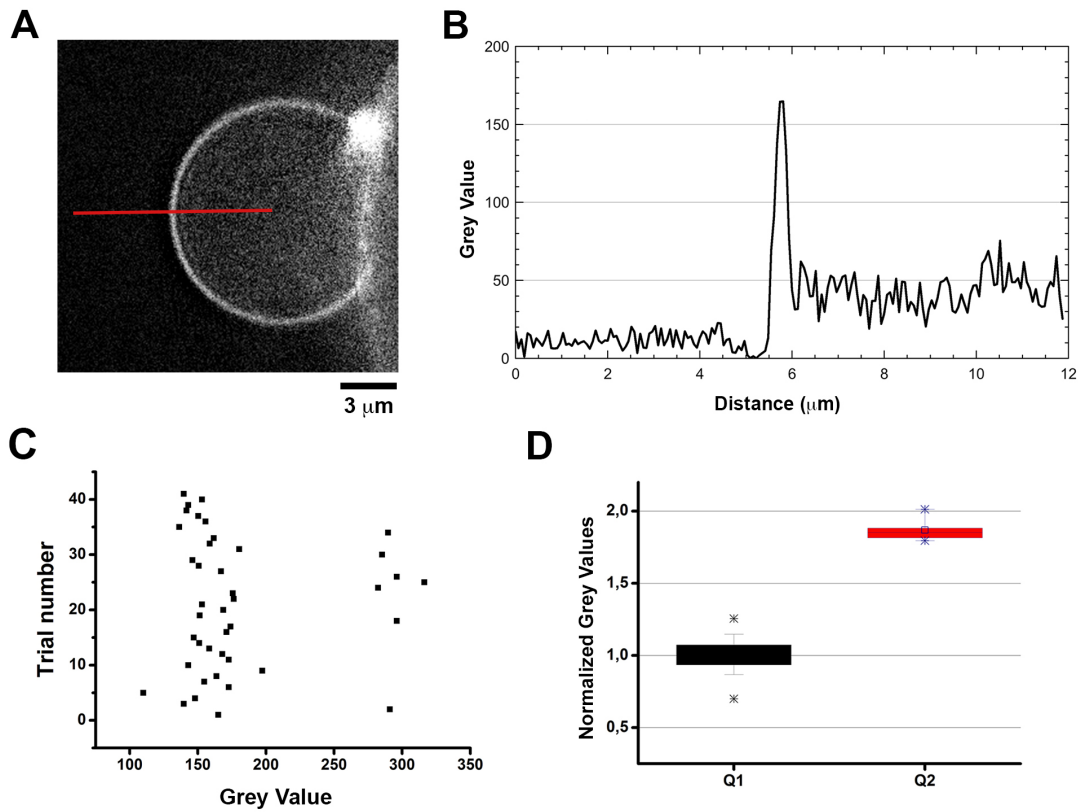 A
3 μm
B
200
150
100
50
0
Grey Value
0 2 4 6 8 10 12
Distance (μm)
C
40
30
20
10
0
Trial number
100 150 200 250 300 350
Grey Value
D
2,0
1,5
1,0
0,5
Normalized Grey Values
Q1 Q2